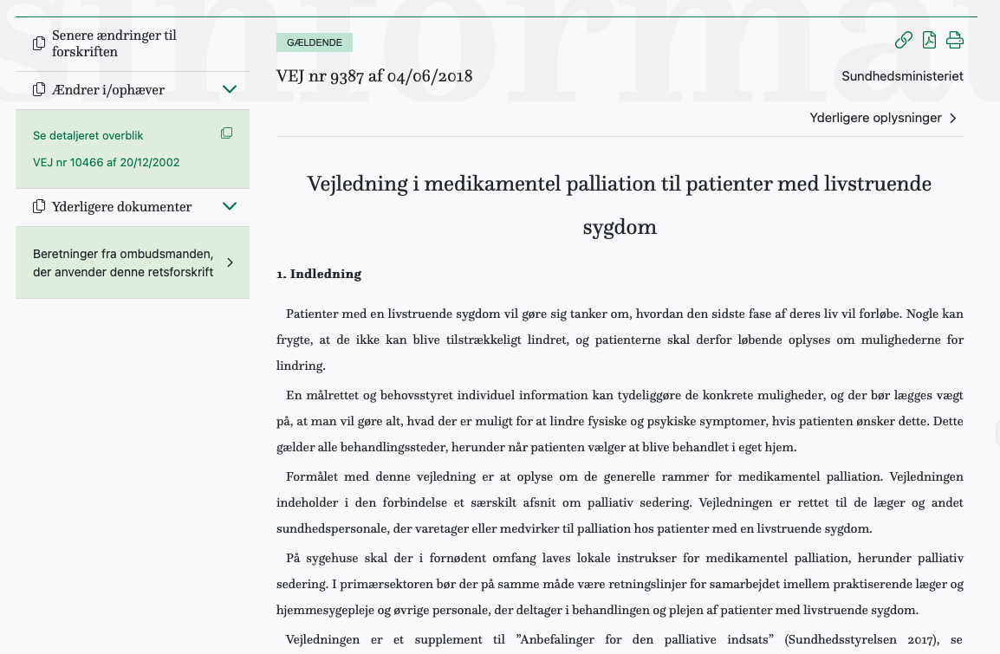 Senere ændringer til
forskriften
Ændrer i/ophæver
Se detaljeret overblik
VEJ nr 10466 af 20/12/2002
Yderligere dokumenter
Beretninger fra ombudsmanden,
der anvender denne retsforskrift
GÆLDENDE
VEJ nr 9387 af 04/06/2018
Sundhedsministeriet
Yderligere oplysninger
Vejledning i medikamentel palliation til patienter med livstruende
sygdom
1. Indledning
Patienter med en livstruende sygdom vil gøre sig tanker om, hvordan den sidste fase af deres liv vil forløbe. Nogle kan
frygte, at de ikke kan blive tilstrækkeligt lindret, og patienterne skal derfor løbende oplyses om mulighederne for
lindring.
En målrettet og behovsstyret individuel information kan tydeliggøre de konkrete muligheder, og der bør lægges vægt
på, at man vil gøre alt, hvad der er muligt for at lindre fysiske og psykiske symptomer, hvis patienten ønsker dette. Dette
gælder alle behandlingssteder, herunder når patienten vælger at blive behandlet i eget hjem.
Formålet med denne vejledning er at oplyse om de generelle rammer for medikamentel palliation. Vejledningen
indeholder i den forbindelse et særskilt afsnit om palliativ sedering. Vejledningen er rettet til de læger og andet
sundhedspersonale, der varetager eller medvirker til palliation hos patienter med en livstruende sygdom.
På sygehuse skal der i fornødent omfang laves lokale instrukser for medikamentel palliation, herunder palliativ
sedering. I primærsektoren bør der på samme måde være retningslinjer for samarbejdet imellem praktiserende læger og
hjemmesygepleje og øvrige personale, der deltager i behandlingen og plejen af patienter med livstruende sygdom.
Vejledningen er et supplement til ”Anbefalinger for den palliative indsats” (Sundhedsstyrelsen 2017), se